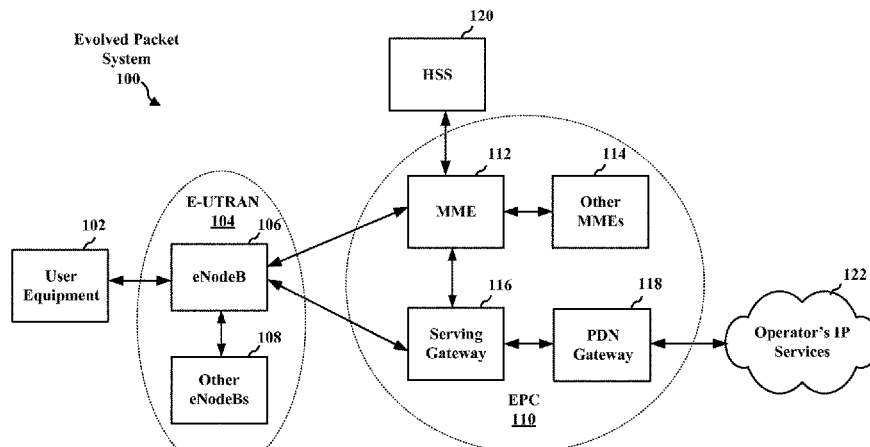 Evolved Packet
System
100
120
HSS
112
MME
114
Other
MMEs
E-UTRAN
104
106
eNodeB
102
User
Equipment
108
Other
eNodeBs
116
Serving
Gateway
118
PDN
Gateway
122
Operator's IP
Services
EPC
110